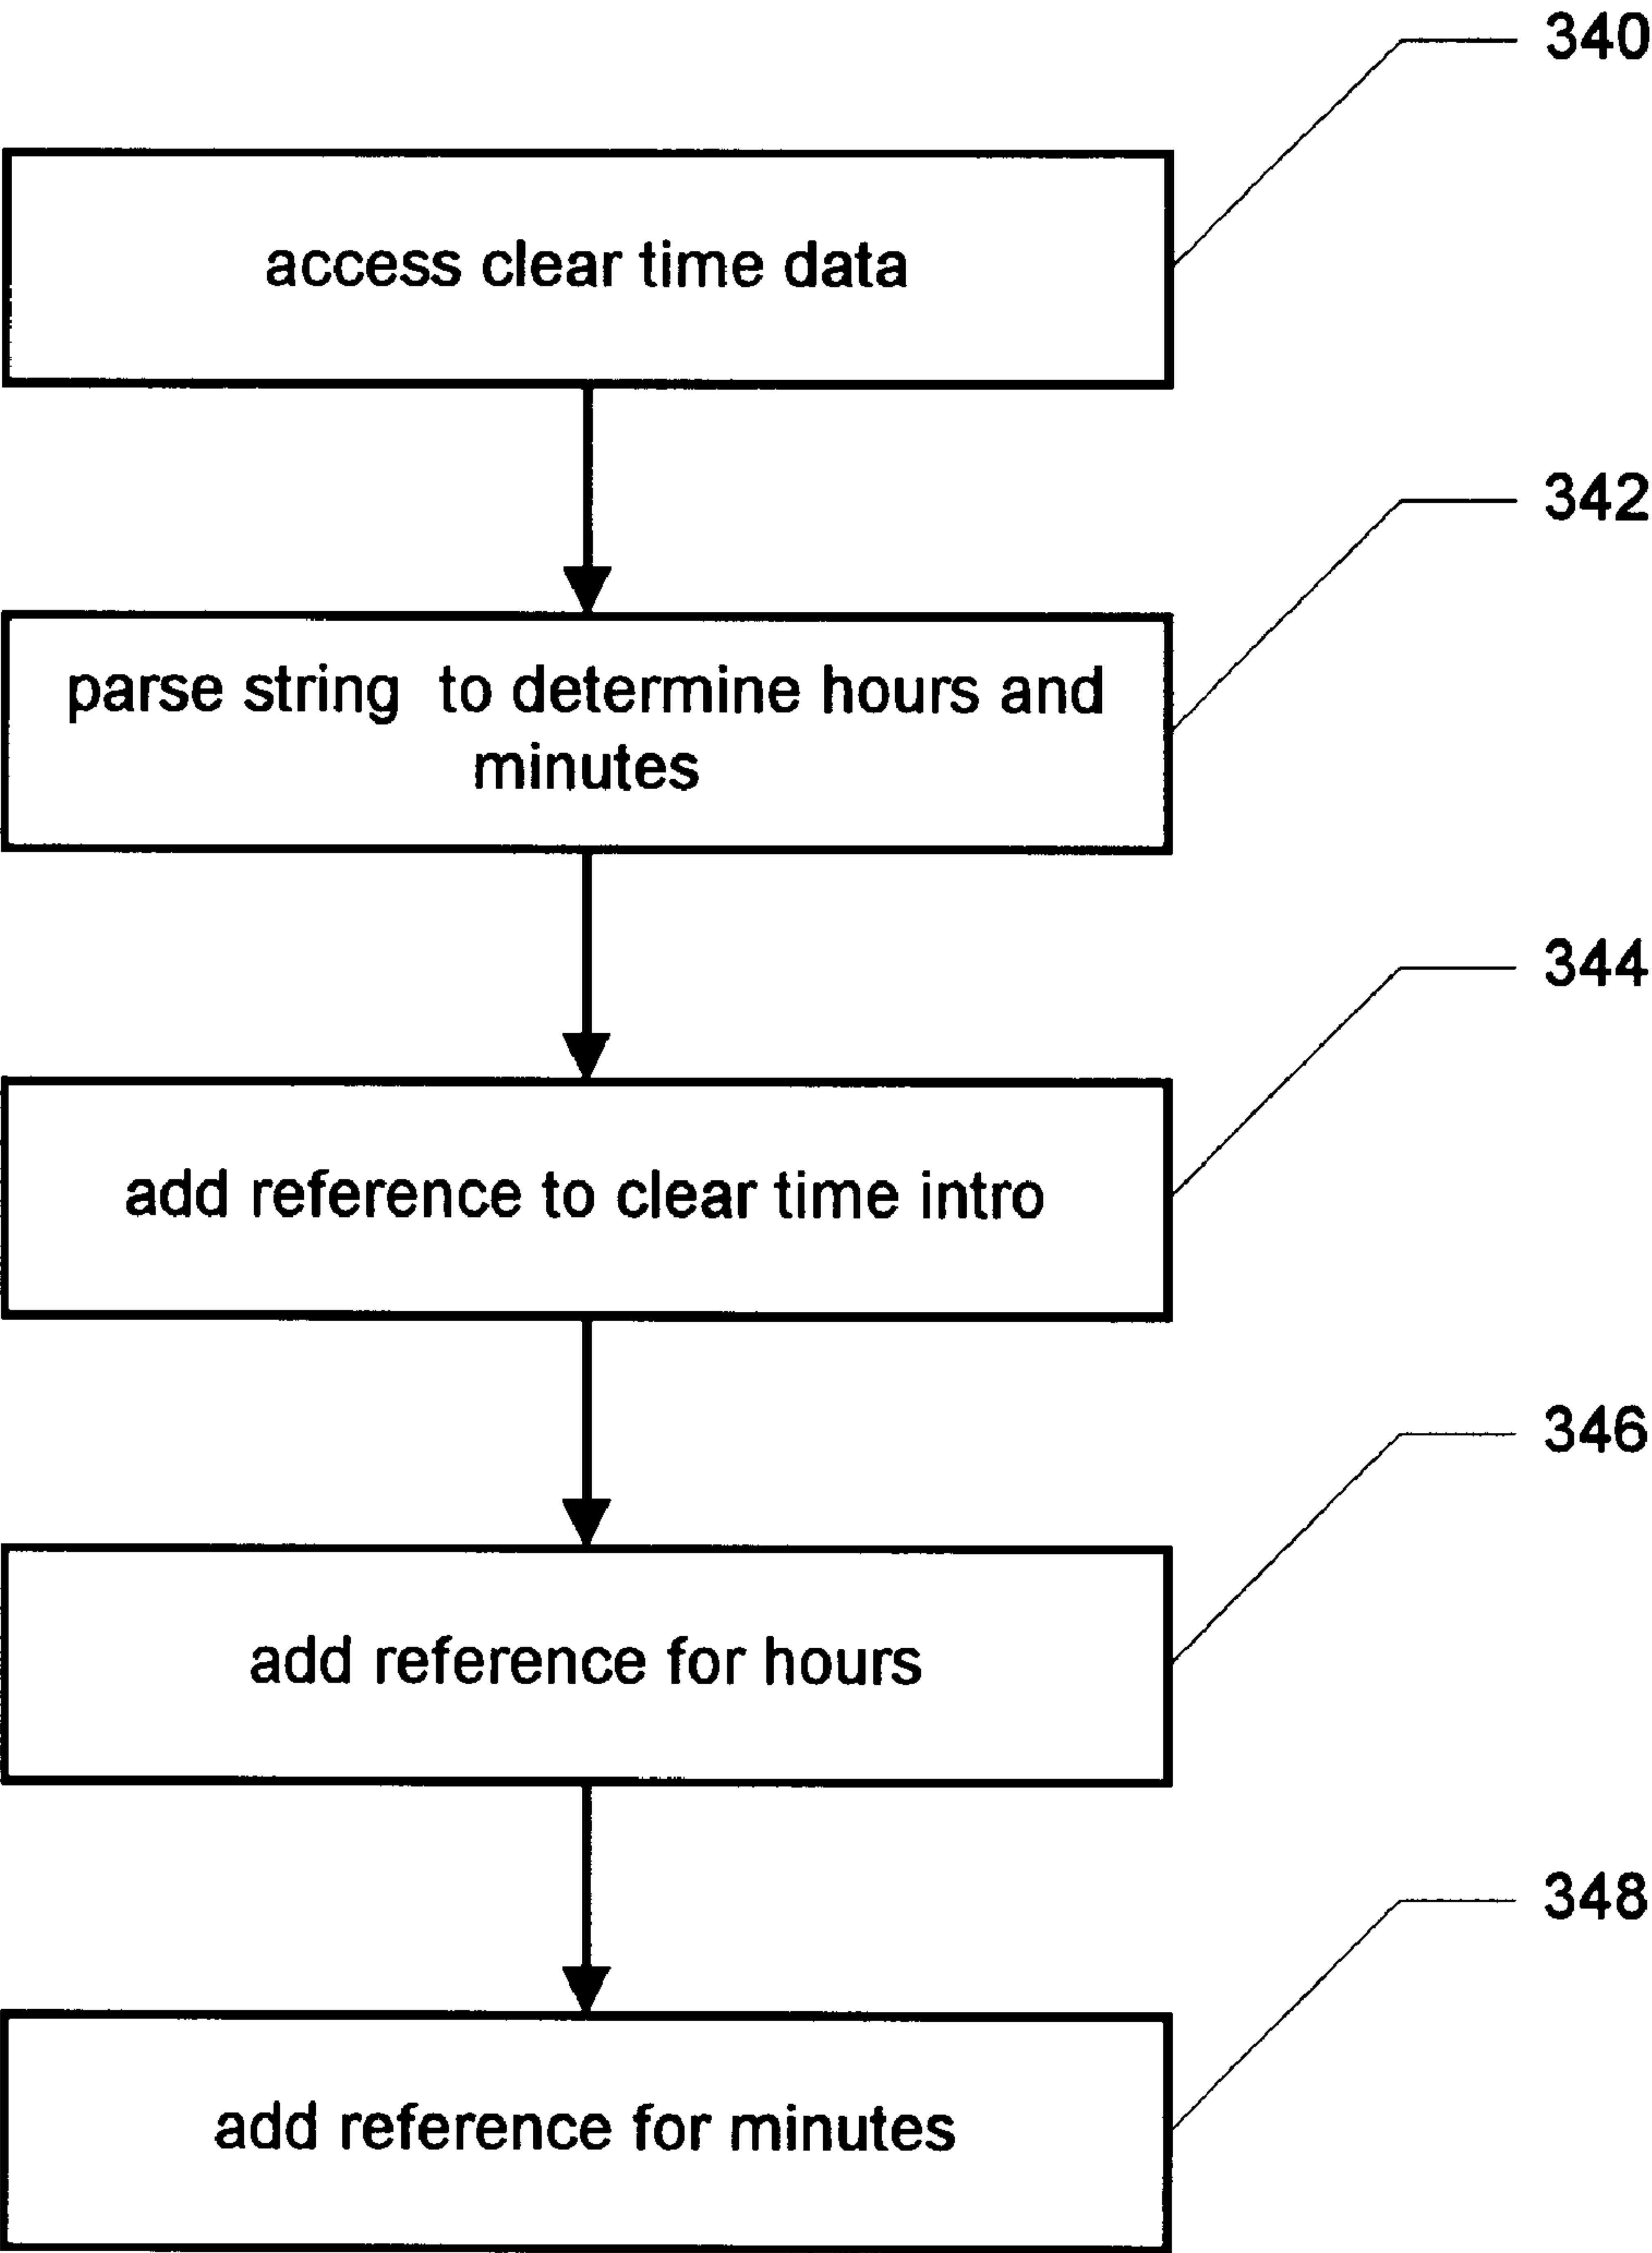 340
access clear time data
342
parse string  to determine hours and
minutes
344
add reference to clear time intro
346
add reference for hours
348
add reference for minutes